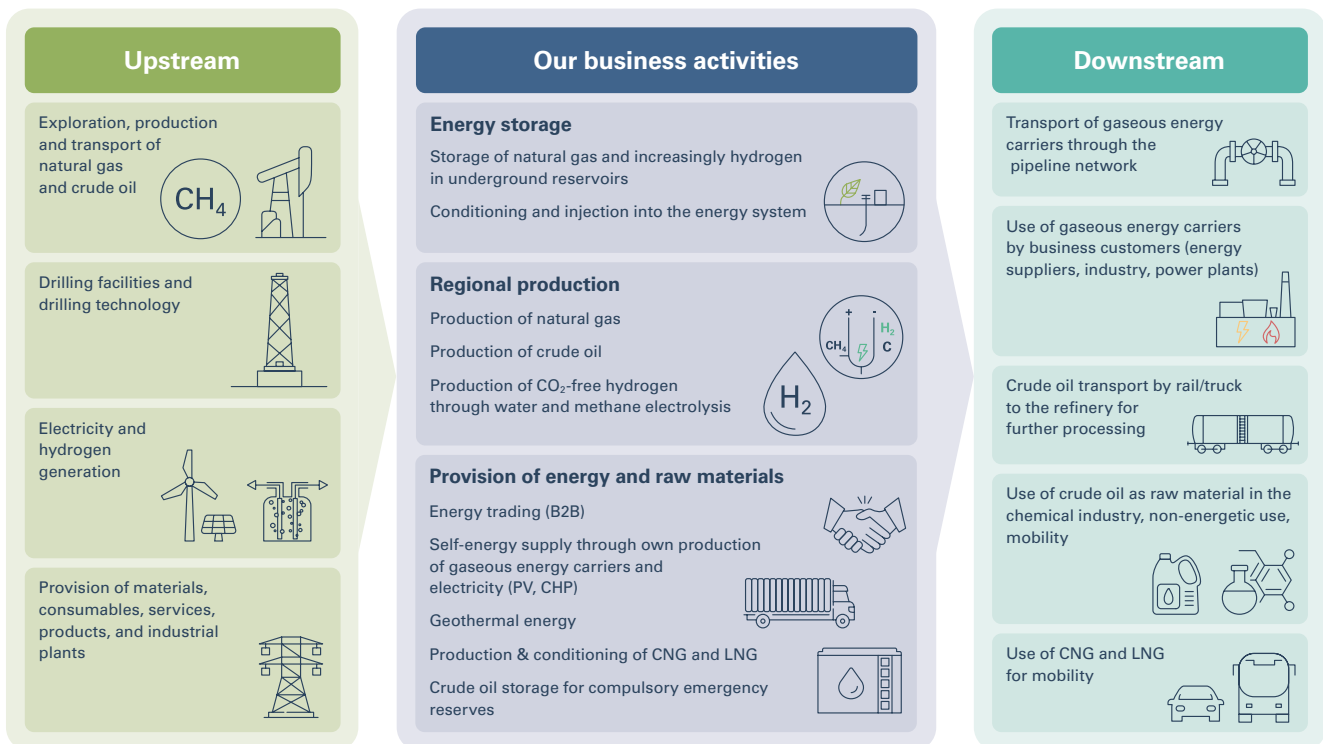 Upstream
Exploration, production
and transport of
natural gas
and crude oil
CH₄
Drilling facilities and
drilling technology
Electricity and
hydrogen
generation
Provision of materials,
consumables, services,
products, and industrial
plants
Our business activities
Energy storage
Storage of natural gas and increasingly hydrogen
in underground reservoirs
Conditioning and injection into the energy system
Regional production
Production of natural gas
Production of crude oil
Production of CO₂-free hydrogen
through water and methane electrolysis
+ -
H₂
CH₄ C
H₂
Provision of energy and raw materials
Energy trading (B2B)
Self-energy supply through own production
of gaseous energy carriers and
electricity (PV, CHP)
Geothermal energy
Production & conditioning of CNG and LNG
Crude oil storage for compulsory emergency
reserves
Downstream
Transport of gaseous energy
carriers through the
pipeline network
Use of gaseous energy carriers
by business customers (energy
suppliers, industry, power plants)
Crude oil transport by rail/truck
to the refinery for
further processing
Use of crude oil as raw material in the
chemical industry, non-energetic use,
mobility
Use of CNG and LNG
for mobility